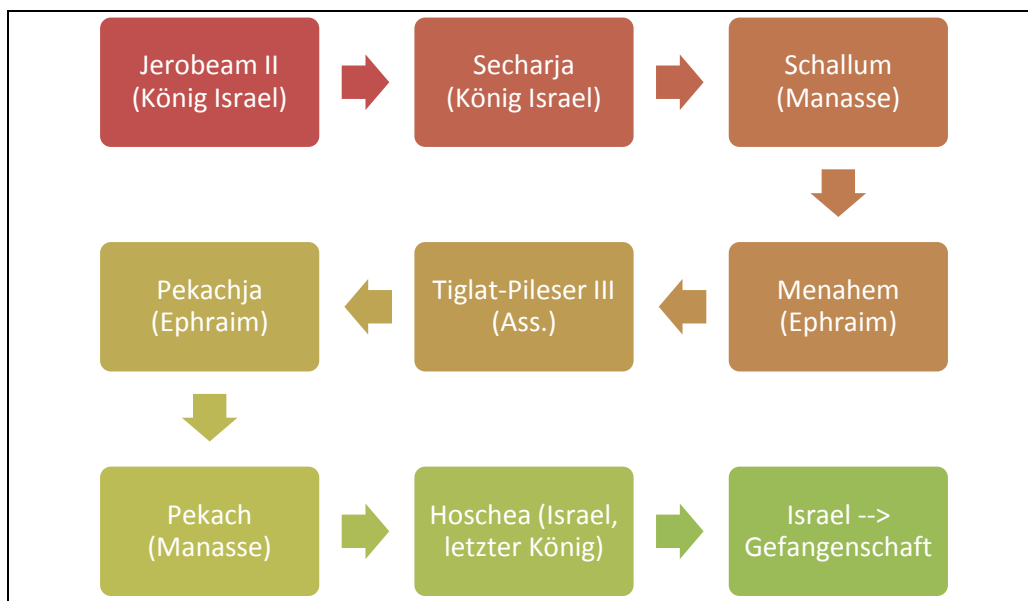 Jerobeam II
(König Israel)
Secharja
(König Israel)
Schallum
(Manasse)
Menahem
(Ephraim)
Tiglat-Pileser III
(Ass.)
Pekachja
(Ephraim)
Pekach
(Manasse)
Hoschea (Israel,
letzter König)
Israel -->
Gefangenschaft